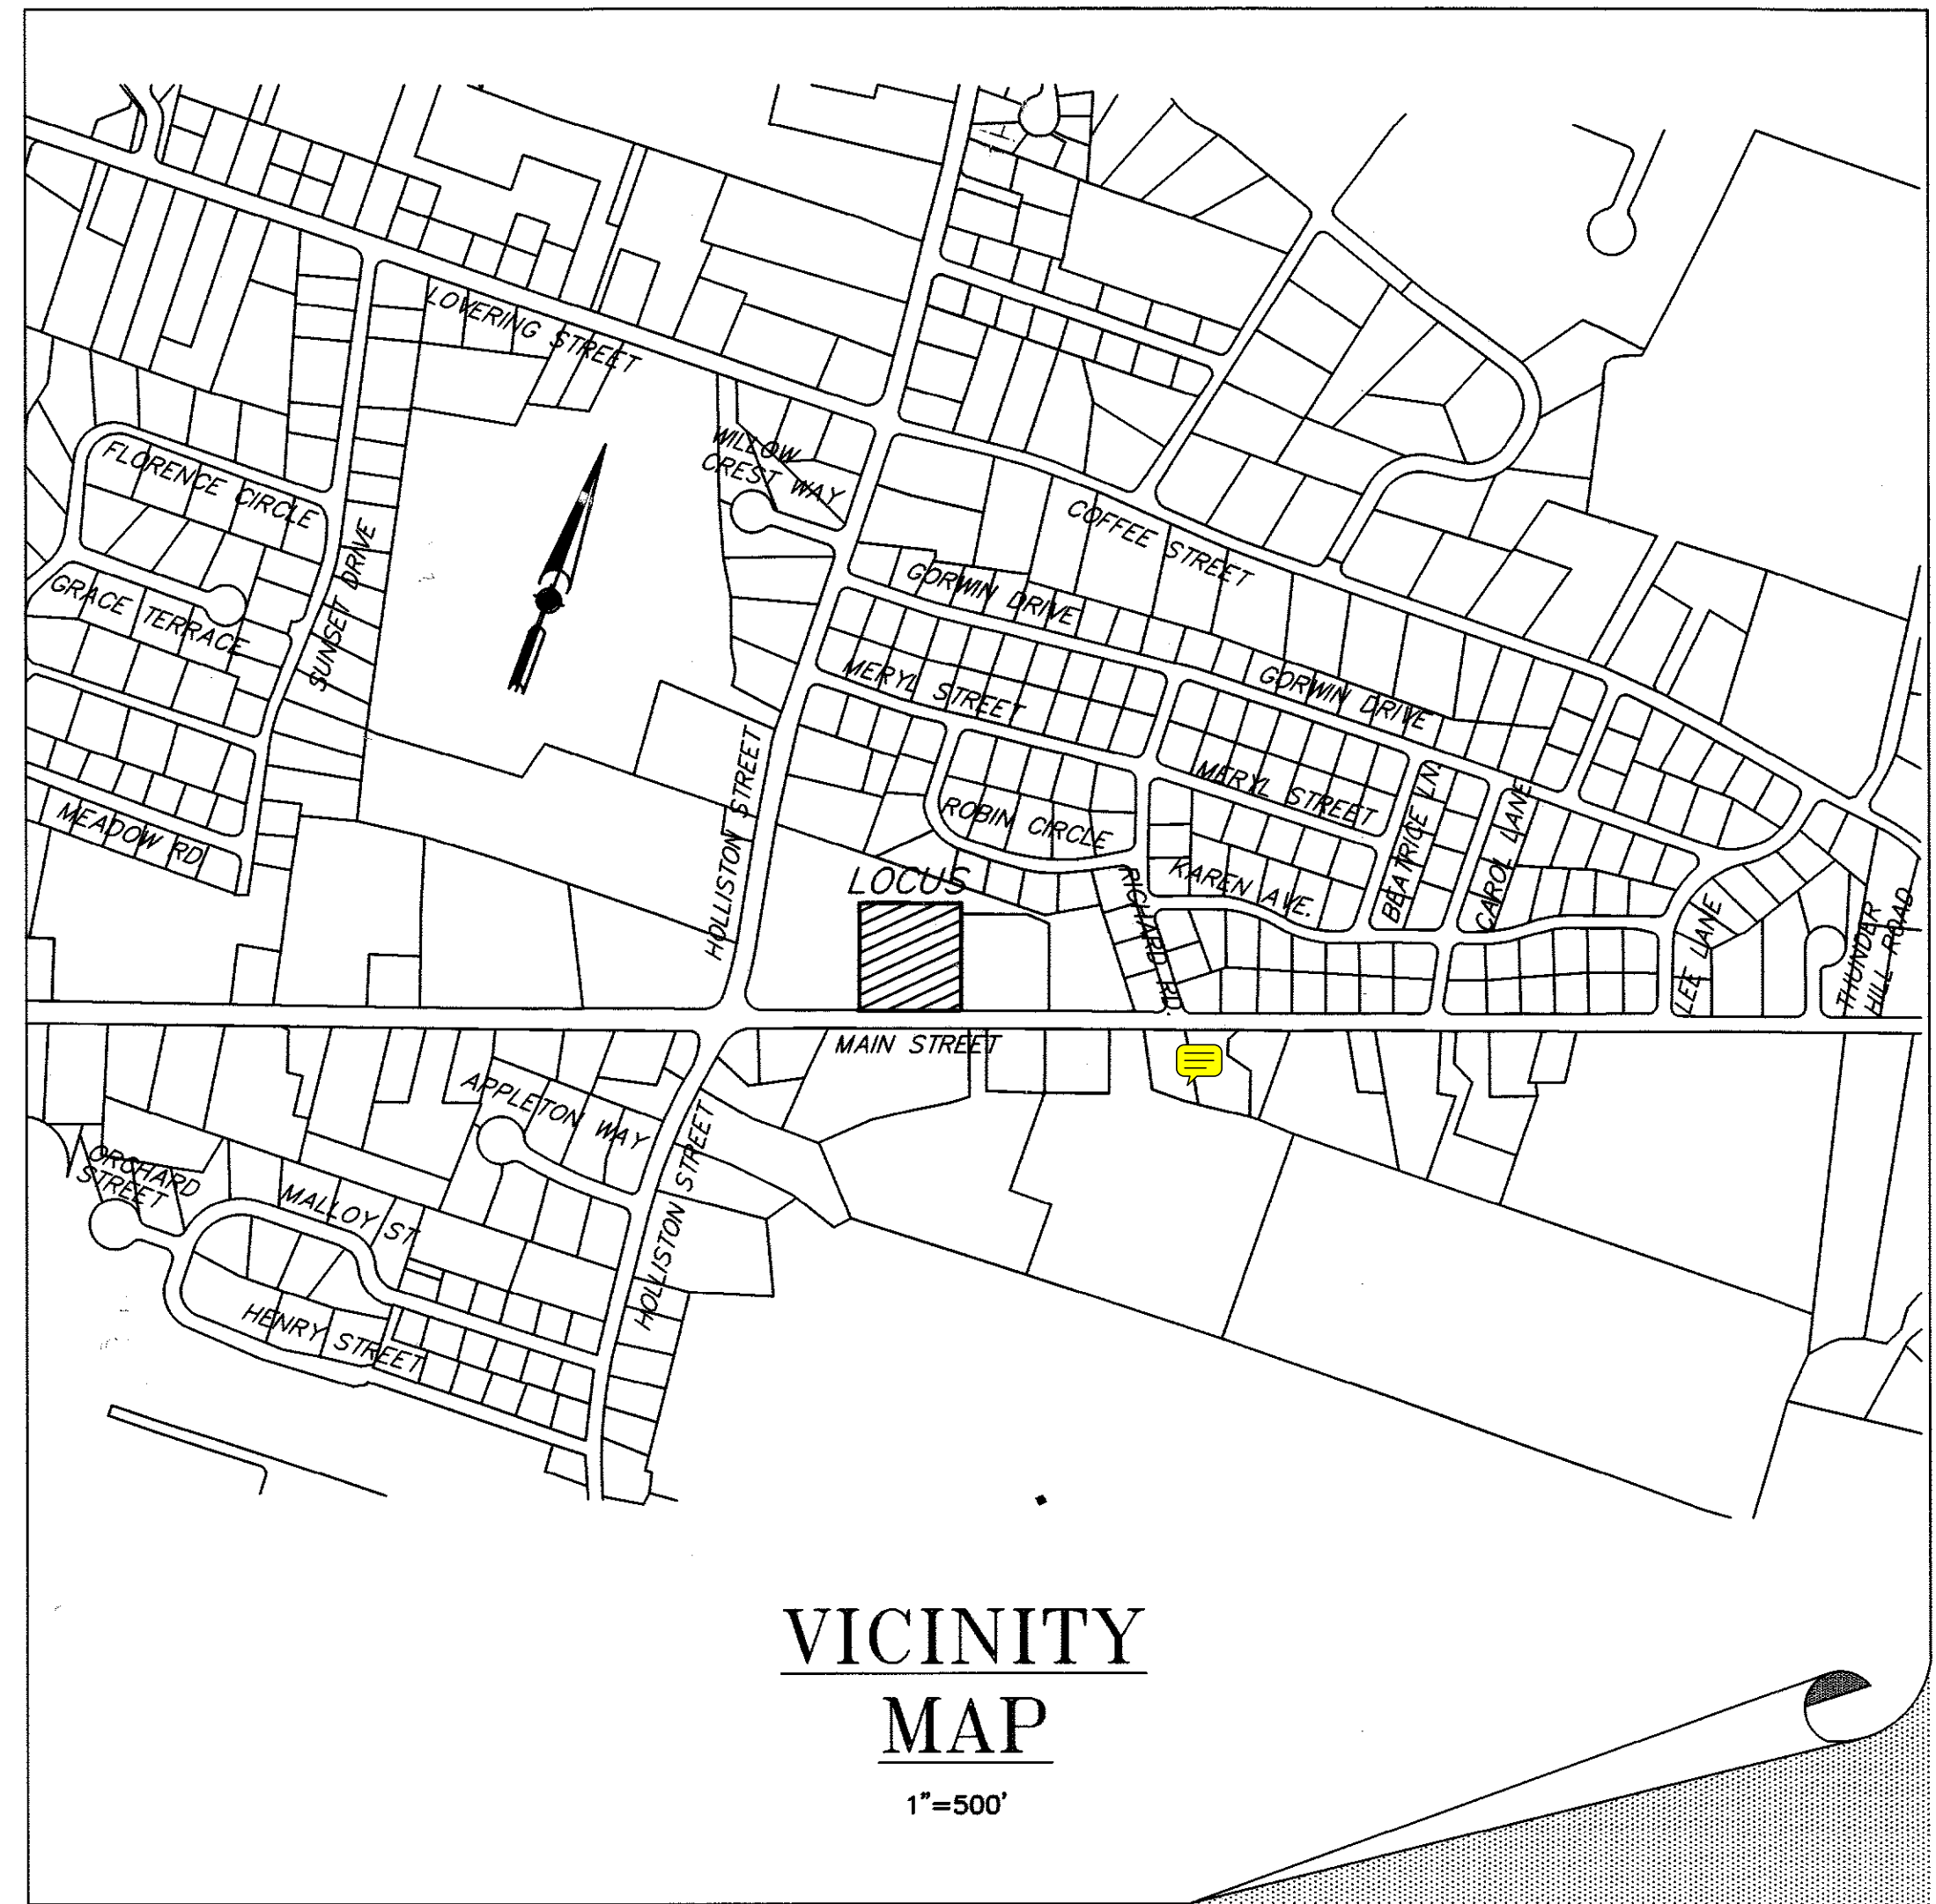 LOVERING STREET
WILLOW
CREST WAY
FLORENCE CIRCLE
SUNSET DRIVE
COFFEE STREET
GRACE TERRACE
GORWIN DRIVE
MERYL STREET
GORWIN DRIVE
HOLLISTON STREET
MERYL STREET
BEATRICE LN.
CAROL LANE
MEADOW RD
ROBIN CIRCLE
LOCUS
RICHARD RD.
KAREN AVE.
LEE LANE
THUNDER
HILL ROAD
MAIN STREET
APPLETON WAY
HOLLISTON STREET
ORCHARD
STREET
MALLOY ST
HENRY STREET
VICINITY
MAP
1"=500'